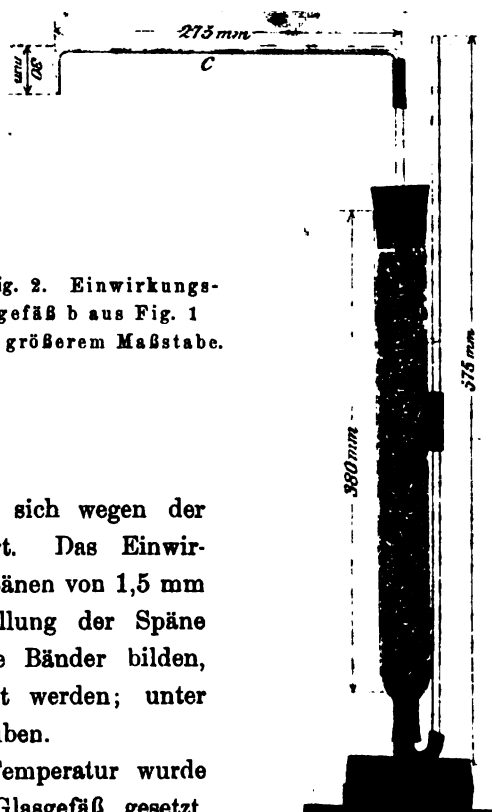 275 mm
30 mm
C
ig. 2. Einwirkungs-
gefäß b aus Fig. 1
größerem Maßstabe.
575 mm
380 mm
sich wegen der
rt. Das Einwir-
änen von 1,5 mm
llung der Späne
e Bänder bilden,
t werden; unter
ben.
Temperatur wurde
Glasgefäß gesetzt